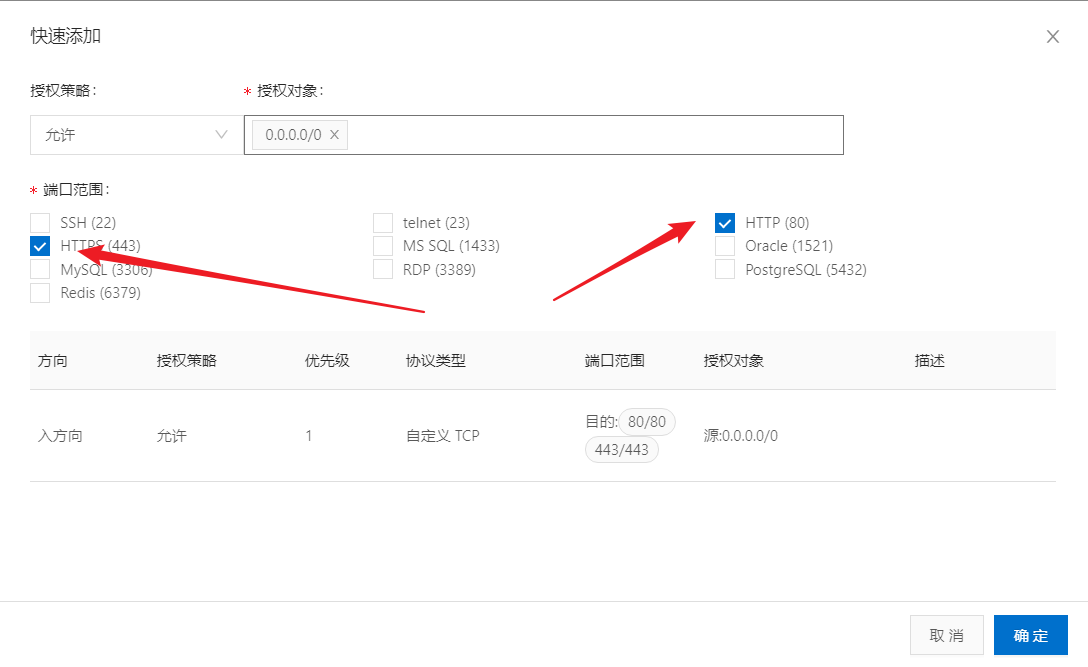 快速添加
授权策略： * 授权对象：
允许 0.0.0.0/0
* 端口范围：
SSH (22) telnet (23) HTTP (80)
HTTPS (443) MS SQL (1433) Oracle (1521)
MySQL (3306) RDP (3389) PostgreSQL (5432)
Redis (6379)
方向 授权策略 优先级 协议类型 端口范围 授权对象 描述
入方向 允许 1 自定义 TCP 目的: 80/80 源:0.0.0.0/0
443/443
取消 确定